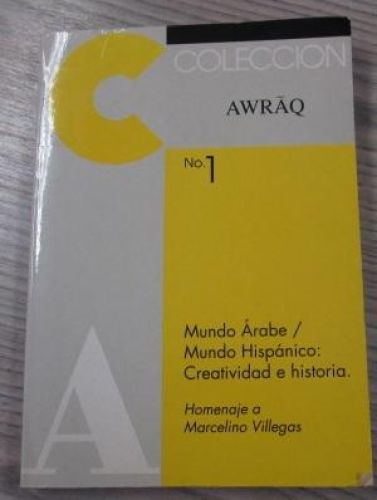 C
COLECCION
AWRĀQ
No. 1
Mundo Árabe /
Mundo Hispánico:
Creatividad e historia.
Homenaje a
Marcelino Villegas
A